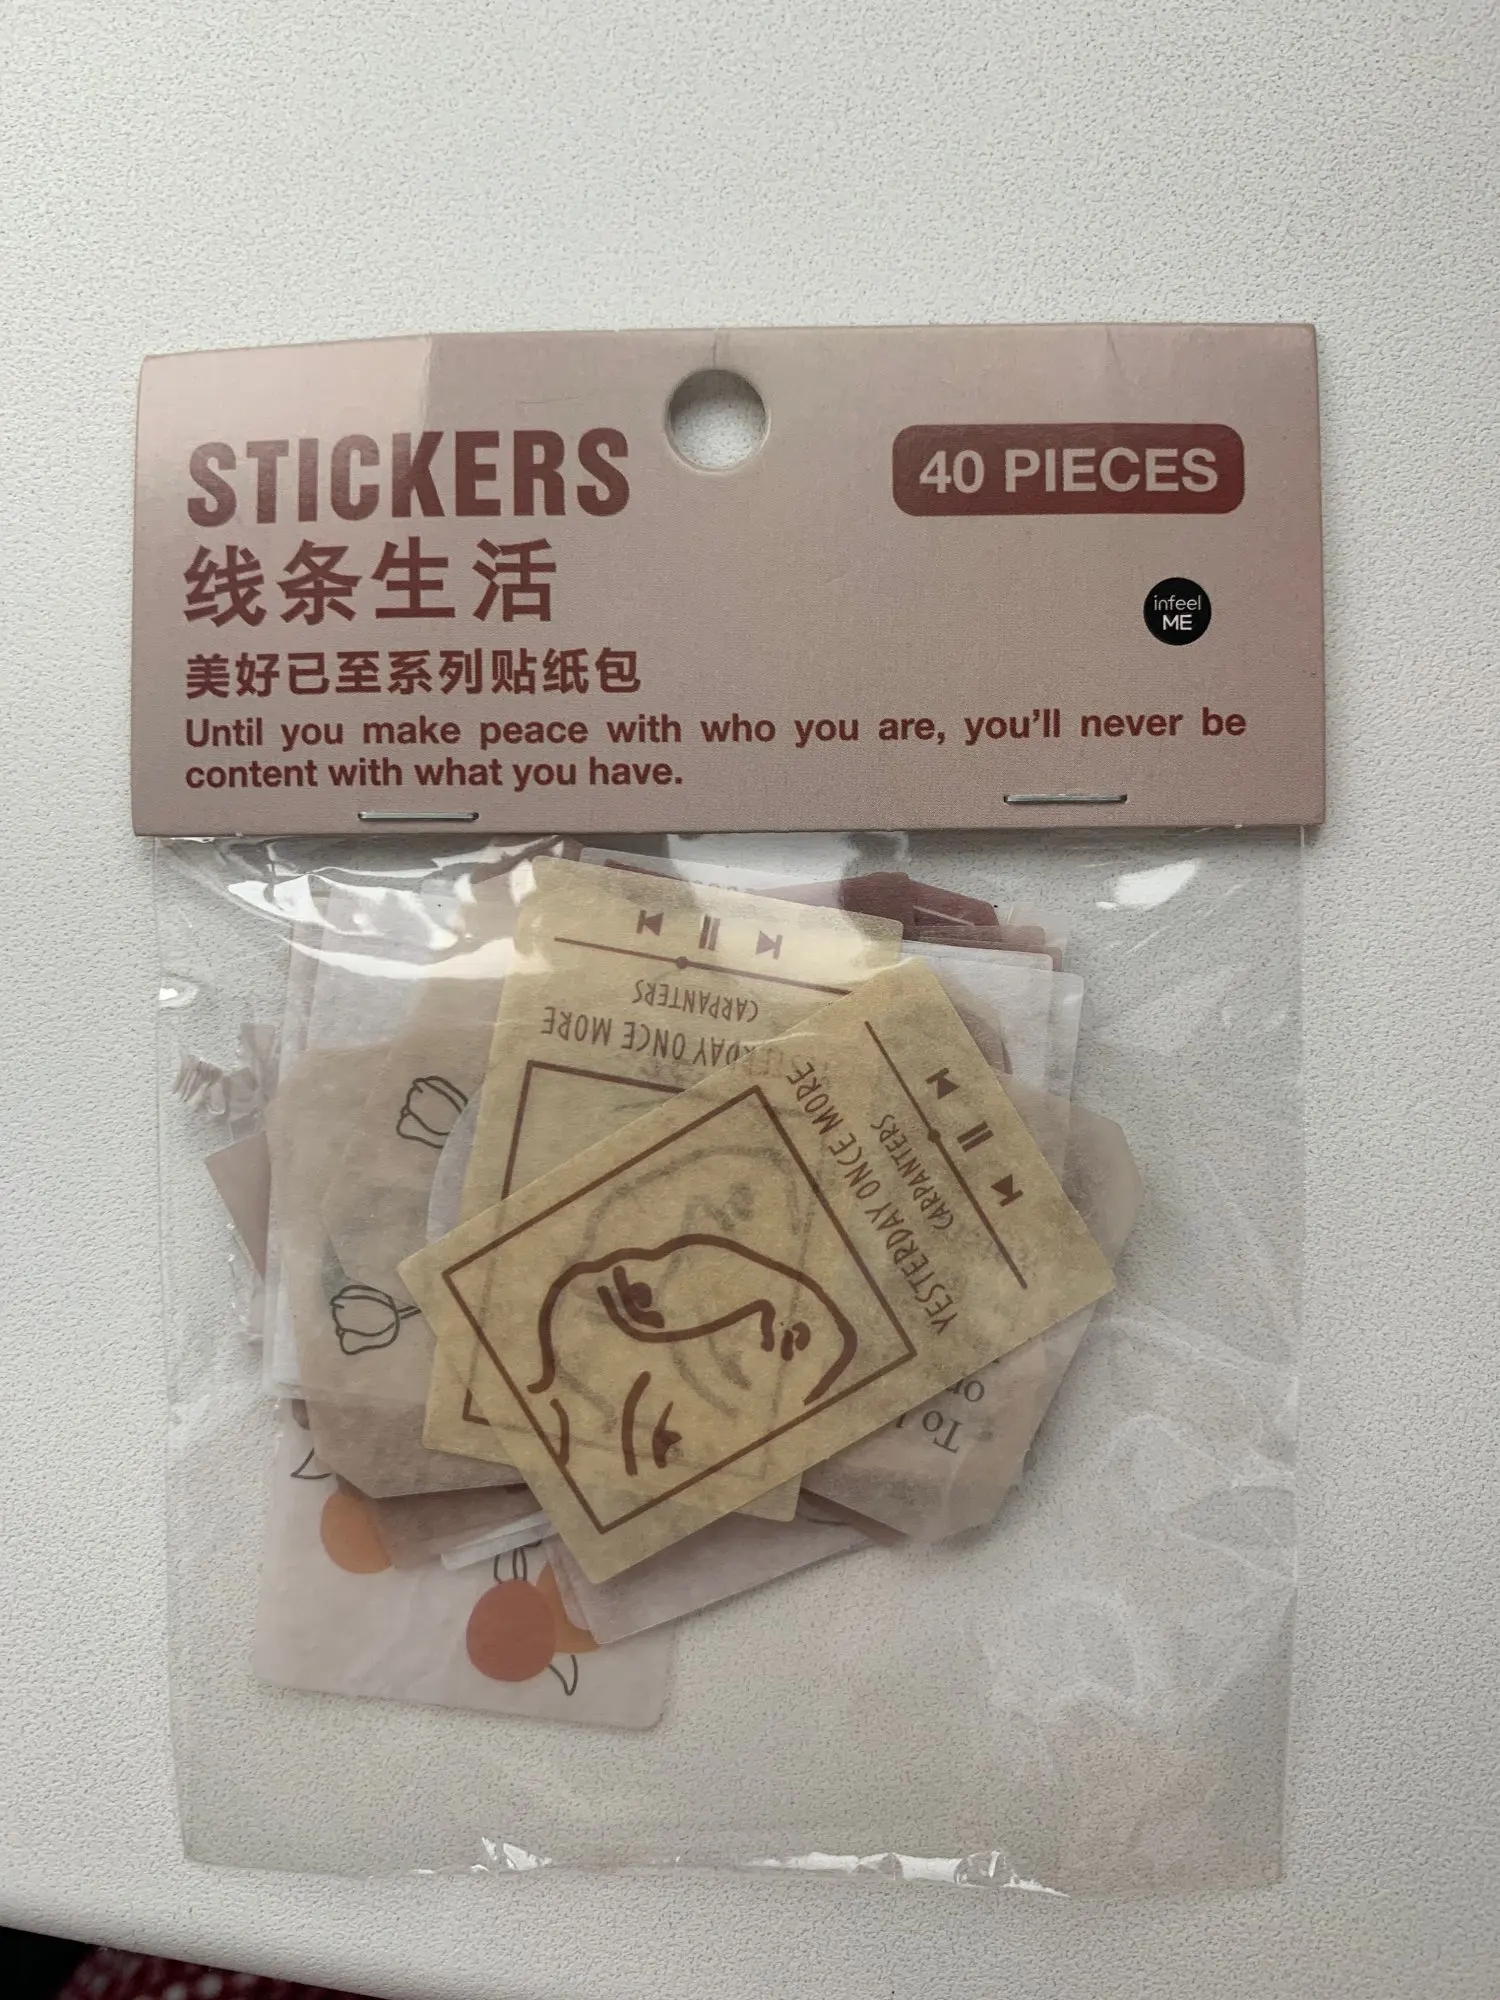 STICKERS
40 PIECES
线条生活
infeel
ME
美好已至系列贴纸包
Until you make peace with who you are, you’ll never be
content with what you have.
CARPANTERS
YESTERDAY ONCE MORE
YESTERDAY ONCE MORE
CARPANTERS
To